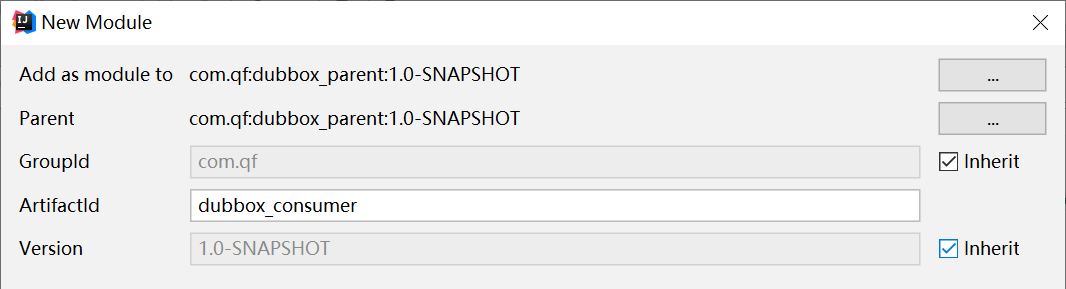 IJ New Module
Add as module to com.qf:dubbox_parent:1.0-SNAPSHOT ...
Parent com.qf:dubbox_parent:1.0-SNAPSHOT ...
GroupId com.qf Inherit
ArtifactId dubbox_consumer
Version 1.0-SNAPSHOT Inherit